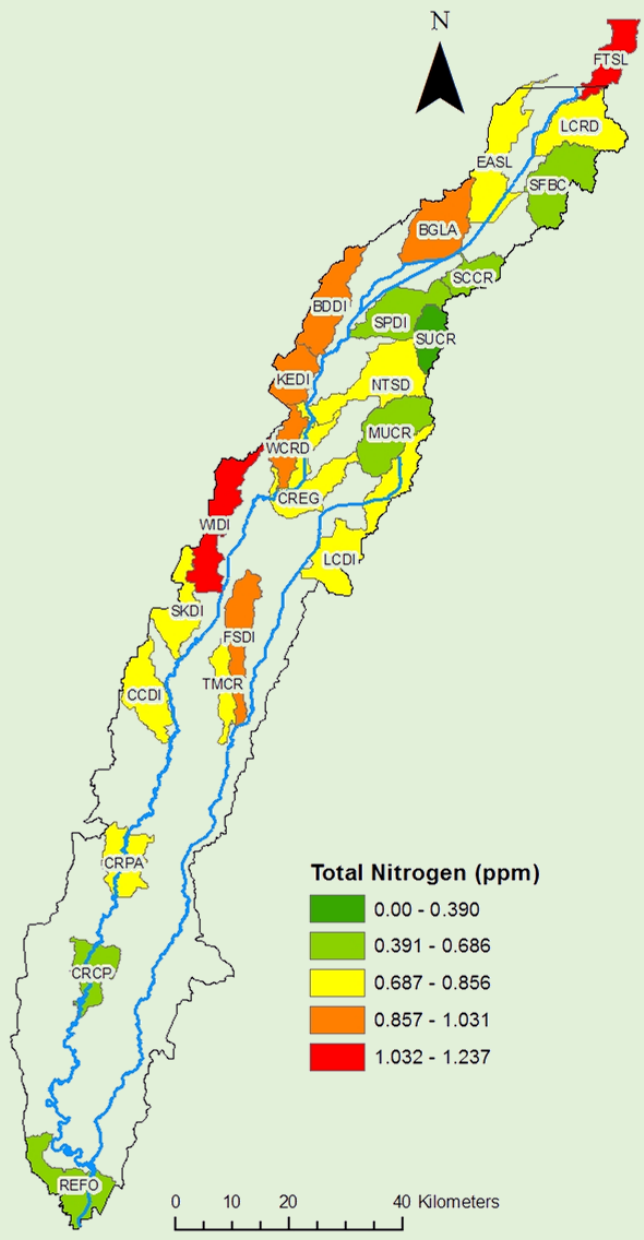 N
FTSL
LCRD
EASL
SFBC
BGLA
SCCR
BDDI
SPDI
SUCR
KEDI
NTSD
MUCR
WCRD
CREG
WIDI
LCDI
SKDI
FSDI
TMCR
CCDI
CRPA
Total Nitrogen (ppm)
0.00 - 0.390
0.391 - 0.686
0.687 - 0.856
0.857 - 1.031
1.032 - 1.237
CRCP
REFO
0 10 20 40 Kilometers